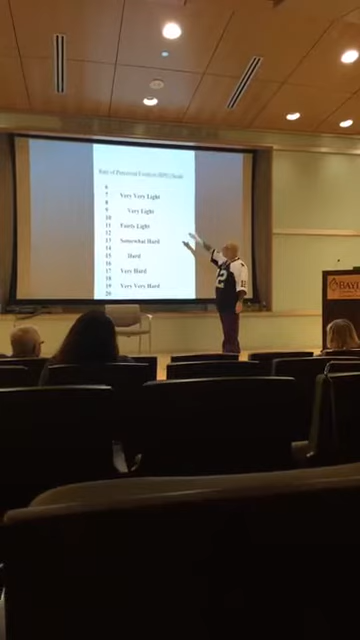 Rate of Perceived Exertion (RPE) Scale
6
7 Very Very Light
8
9 Very Light
10
11 Fairly Light
12
13 Somewhat Hard
14
15 Hard
16
17 Very Hard
18
19 Very Very Hard
20
BAYL